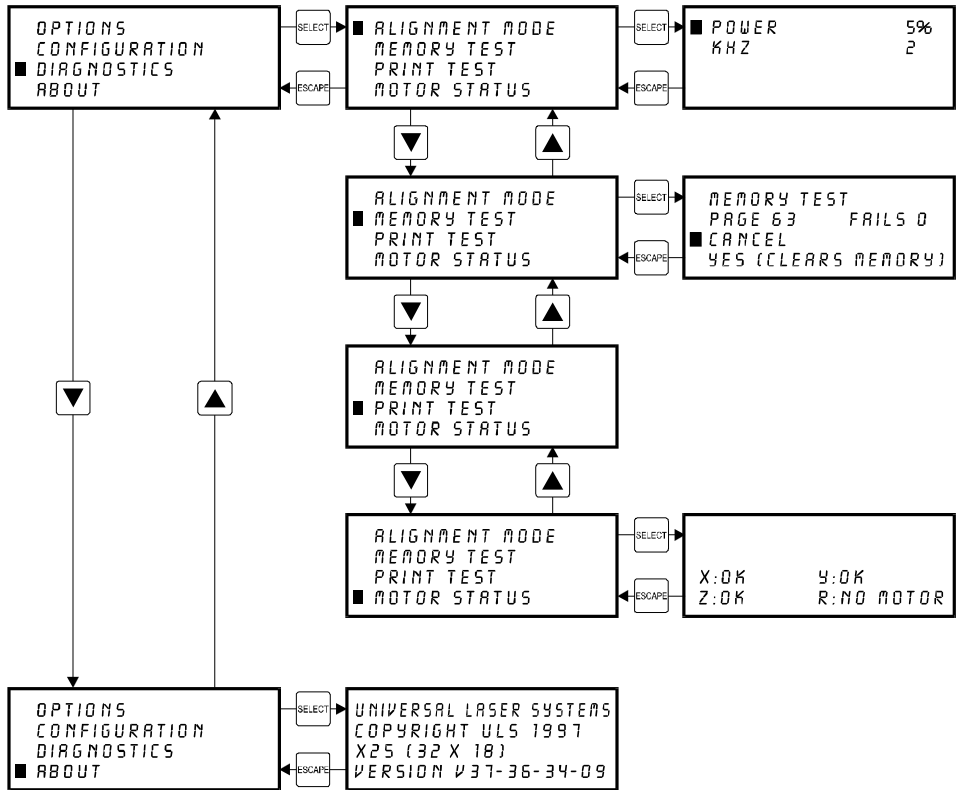 OPTIONS
CONFIGURATION
DIAGNOSTICS
ABOUT
SELECT
ESCAPE
ALIGNMENT MODE
MEMORY TEST
PRINT TEST
MOTOR STATUS
SELECT
ESCAPE
POWER 5%
KHZ 2
ALIGNMENT MODE
MEMORY TEST
PRINT TEST
MOTOR STATUS
SELECT
ESCAPE
MEMORY TEST
PAGE 63 FAILS 0
CANCEL
YES (CLEARS MEMORY)
ALIGNMENT MODE
MEMORY TEST
PRINT TEST
MOTOR STATUS
ALIGNMENT MODE
MEMORY TEST
PRINT TEST
MOTOR STATUS
SELECT
ESCAPE
X:OK Y:OK
Z:OK R:NO MOTOR
OPTIONS
CONFIGURATION
DIAGNOSTICS
ABOUT
SELECT
ESCAPE
UNIVERSAL LASER SYSTEMS
COPYRIGHT ULS 1997
X25 (32 X 18)
VERSION V37-36-34-09